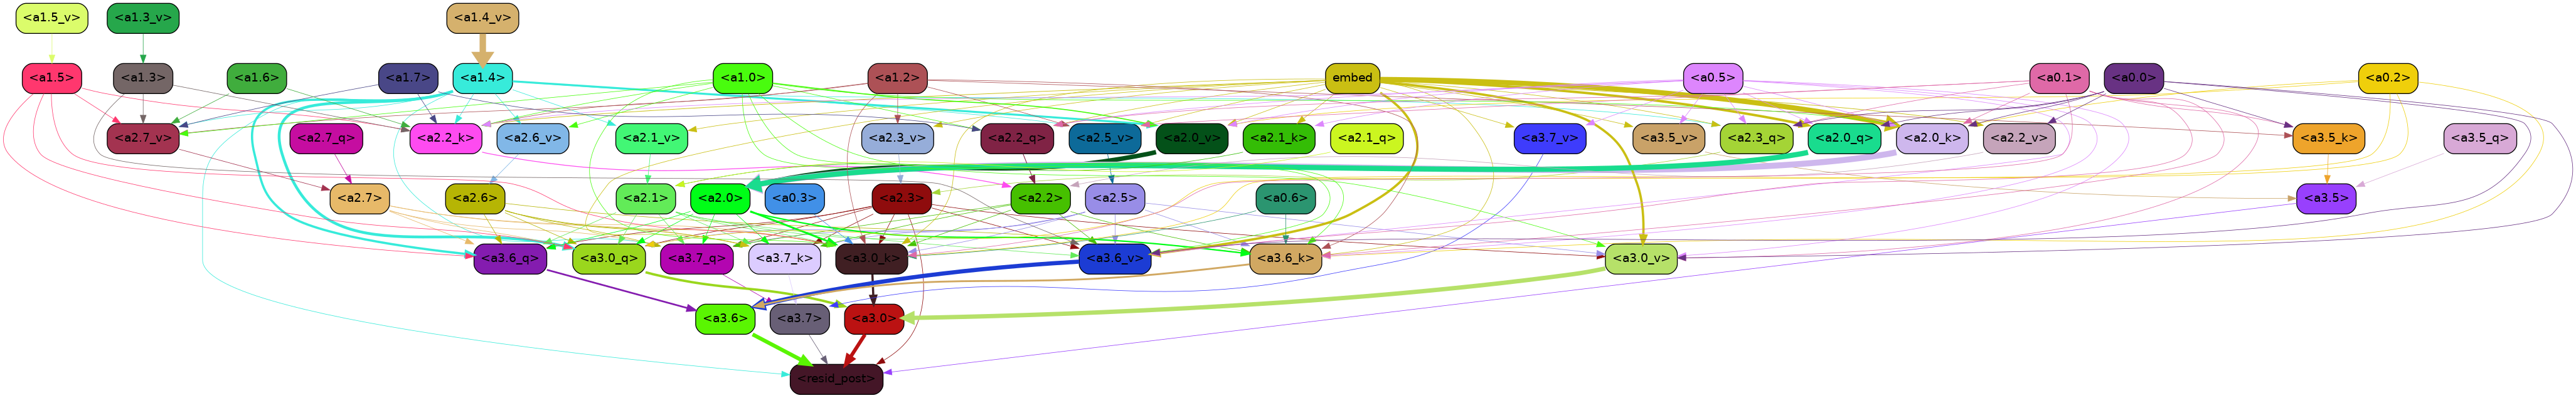 <a1.5_v> <a1.3_v> <a1.4_v>
<a1.5> <a1.3> <a1.6> <a1.7> <a1.4> <a1.0> <a1.2> embed <a0.5> <a0.1> <a0.0> <a0.2>
<a2.7_v> <a2.7_q> <a2.2_k> <a2.6_v> <a2.1_v> <a2.3_v> <a2.2_q> <a2.5_v> <a2.0_v> <a2.1_k> <a2.1_q> <a3.7_v> <a3.5_v> <a2.3_q> <a2.0_q> <a2.0_k> <a2.2_v> <a3.5_k> <a3.5_q>
<a2.7> <a2.6> <a2.1> <a2.0> <a0.3> <a2.3> <a2.2> <a2.5> <a0.6> <a3.5>
<a3.6_q> <a3.0_q> <a3.7_q> <a3.7_k> <a3.0_k> <a3.6_v> <a3.6_k> <a3.0_v>
<a3.6> <a3.7> <a3.0>
<resid_post>